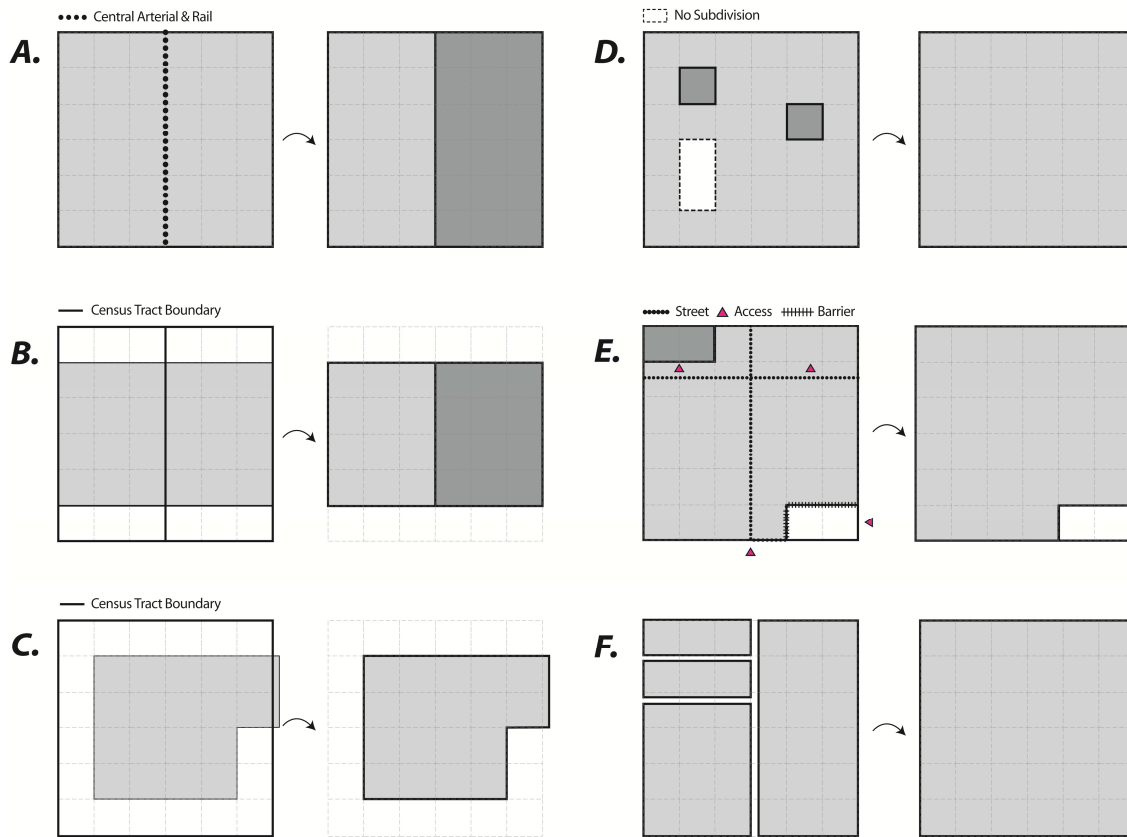 Central Arterial & Rail
A.
Census Tract Boundary
B.
Census Tract Boundary
C.
No Subdivision
D.
Street Access Barrier
E.
F.